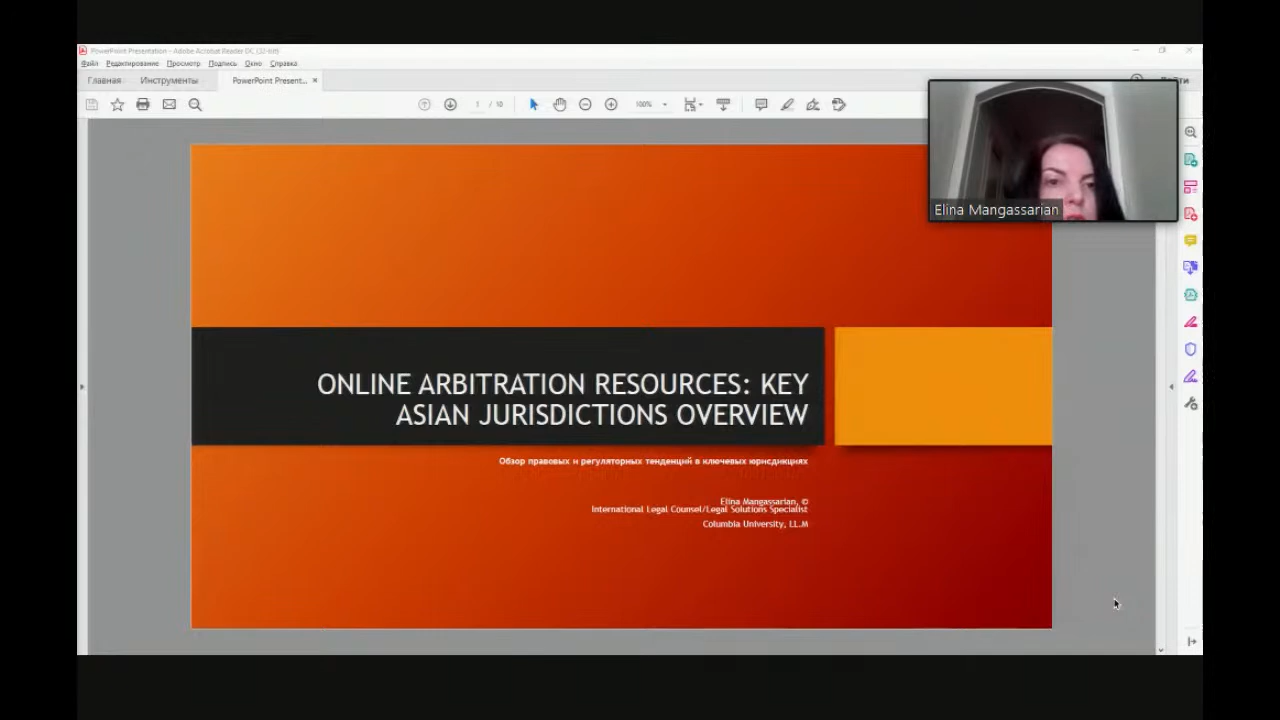 PowerPoint Presentation - Adobe Acrobat Reader DC (32-bit)
Файл Редактирование Просмотр Подпись Окно Справка
Главная Инструменты PowerPoint Present... ×
1 / 10 100%
Elina Mangassarian
ONLINE ARBITRATION RESOURCES: KEY
ASIAN JURISDICTIONS OVERVIEW
Обзор правовых и регуляторных тенденций в ключевых юрисдикциях
Elina Mangassarian, ©
International Legal Counsel/Legal Solutions Specialist
Columbia University, LL.M